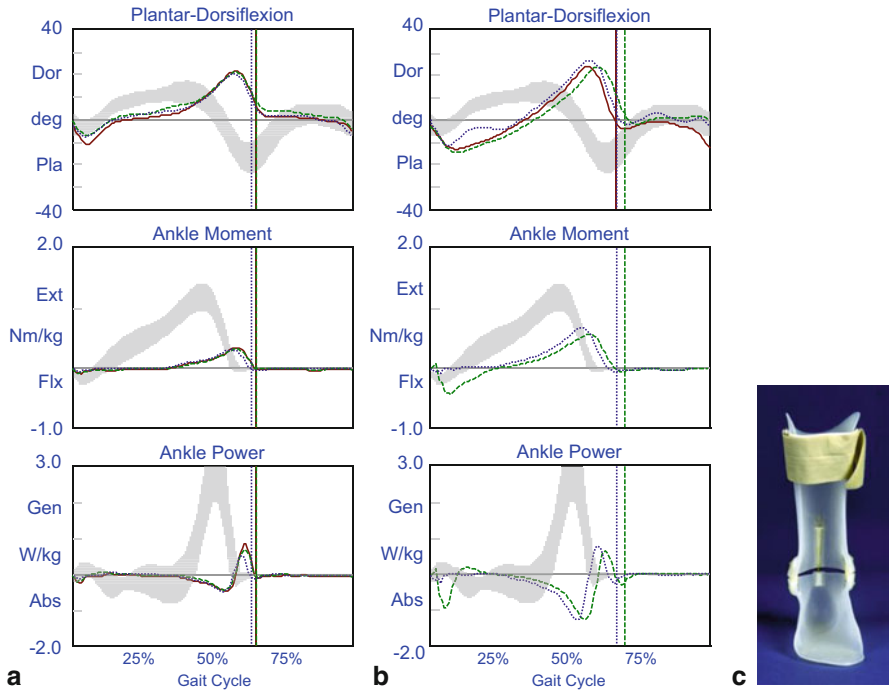 Plantar-Dorsiflexion
40
Dor
deg
Pla
-40
Ankle Moment
2.0
Ext
Nm/kg
Flx
-1.0
Ankle Power
3.0
Gen
W/kg
Abs
-2.0
25% 50% 75%
Gait Cycle
a
Plantar-Dorsiflexion
40
Dor
deg
Pla
-40
Ankle Moment
2.0
Ext
Nm/kg
Flx
-1.0
Ankle Power
3.0
Gen
W/kg
Abs
-2.0
25% 50% 75%
Gait Cycle
b
c